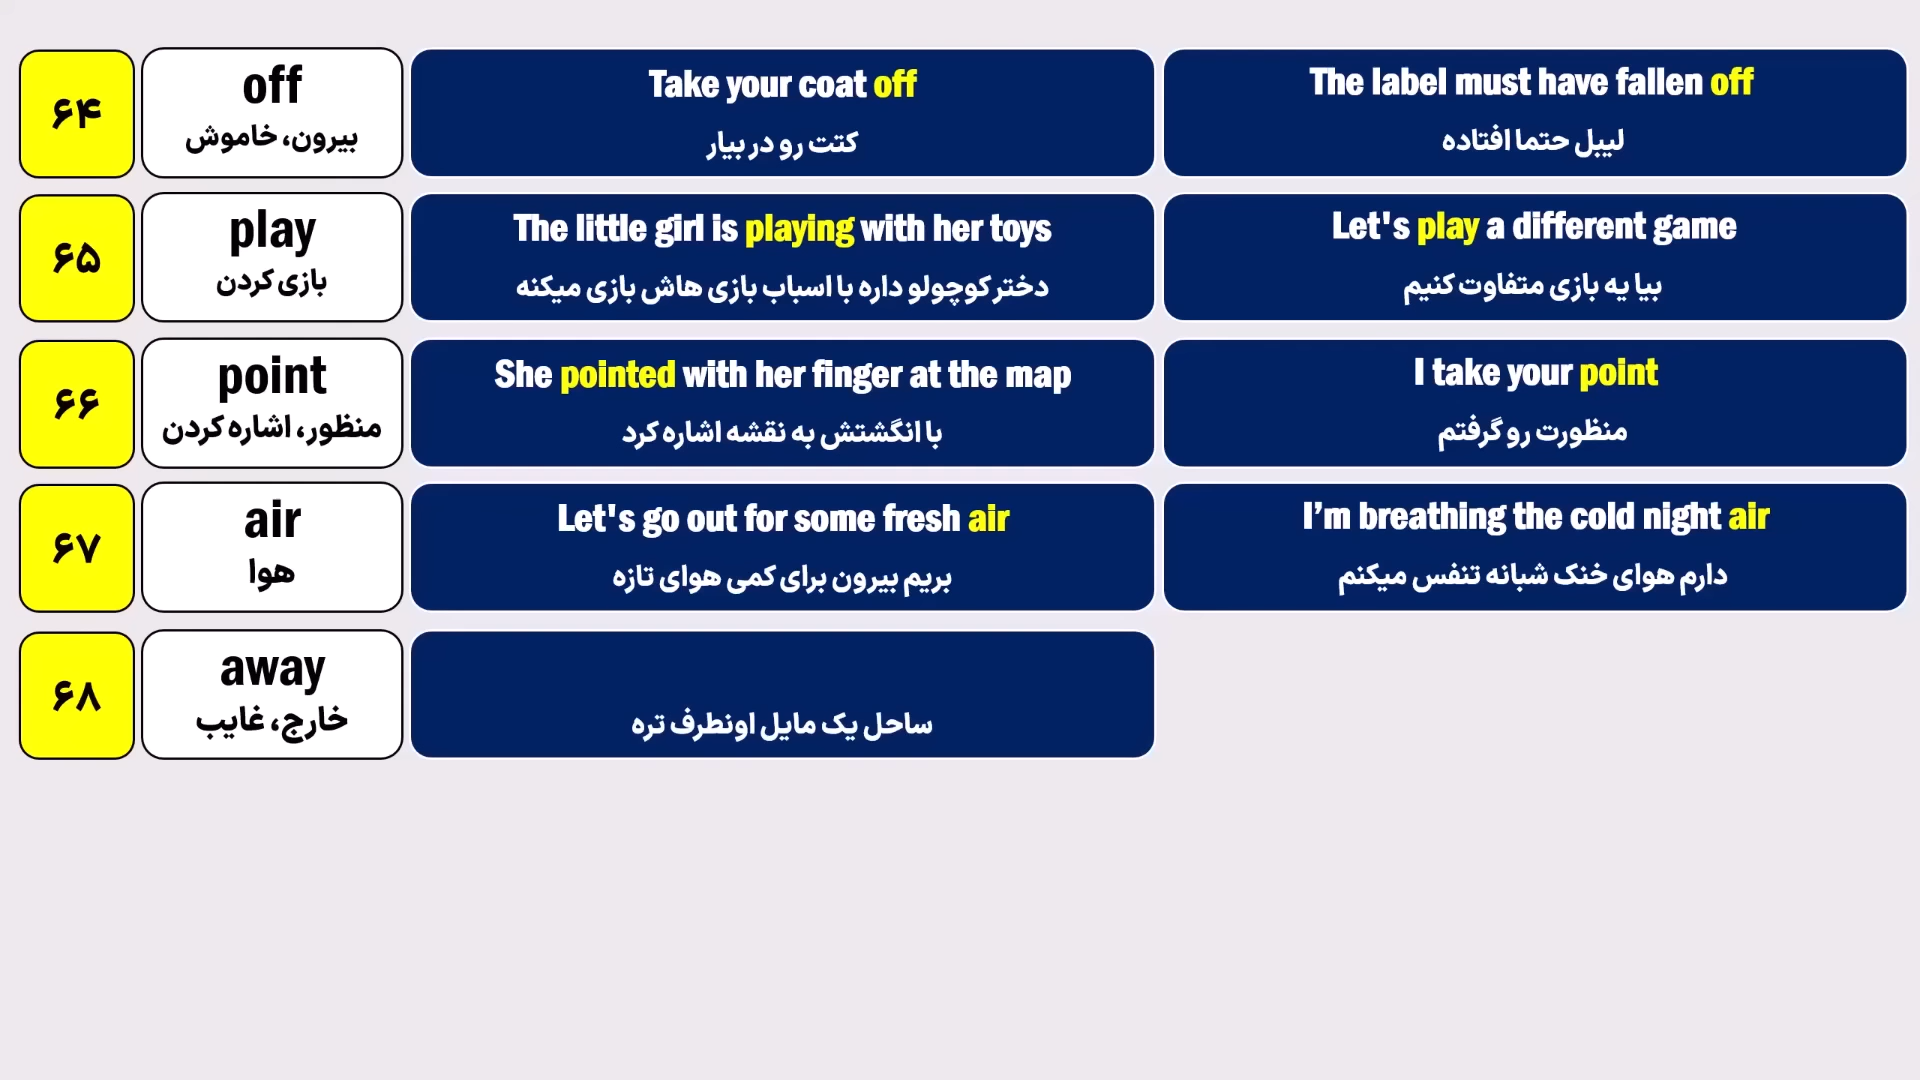 ۶۴
off
بیرون، خاموش
Take your coat off
کتت رو در بیار
The label must have fallen off
لیبل حتما افتاده
۶۵
play
بازی کردن
The little girl is playing with her toys
دختر کوچولو داره با اسباب بازی هاش بازی میکنه
Let's play a different game
بیا یه بازی متفاوت کنیم
۶۶
point
منظور، اشاره کردن
She pointed with her finger at the map
با انگشتش به نقشه اشاره کرد
I take your point
منظورت رو گرفتم
۶۷
air
هوا
Let's go out for some fresh air
بریم بیرون برای کمی هوای تازه
I’m breathing the cold night air
دارم هوای خنک شبانه تنفس میکنم
۶۸
away
خارج، غایب
ساحل یک مایل اونطرف تره